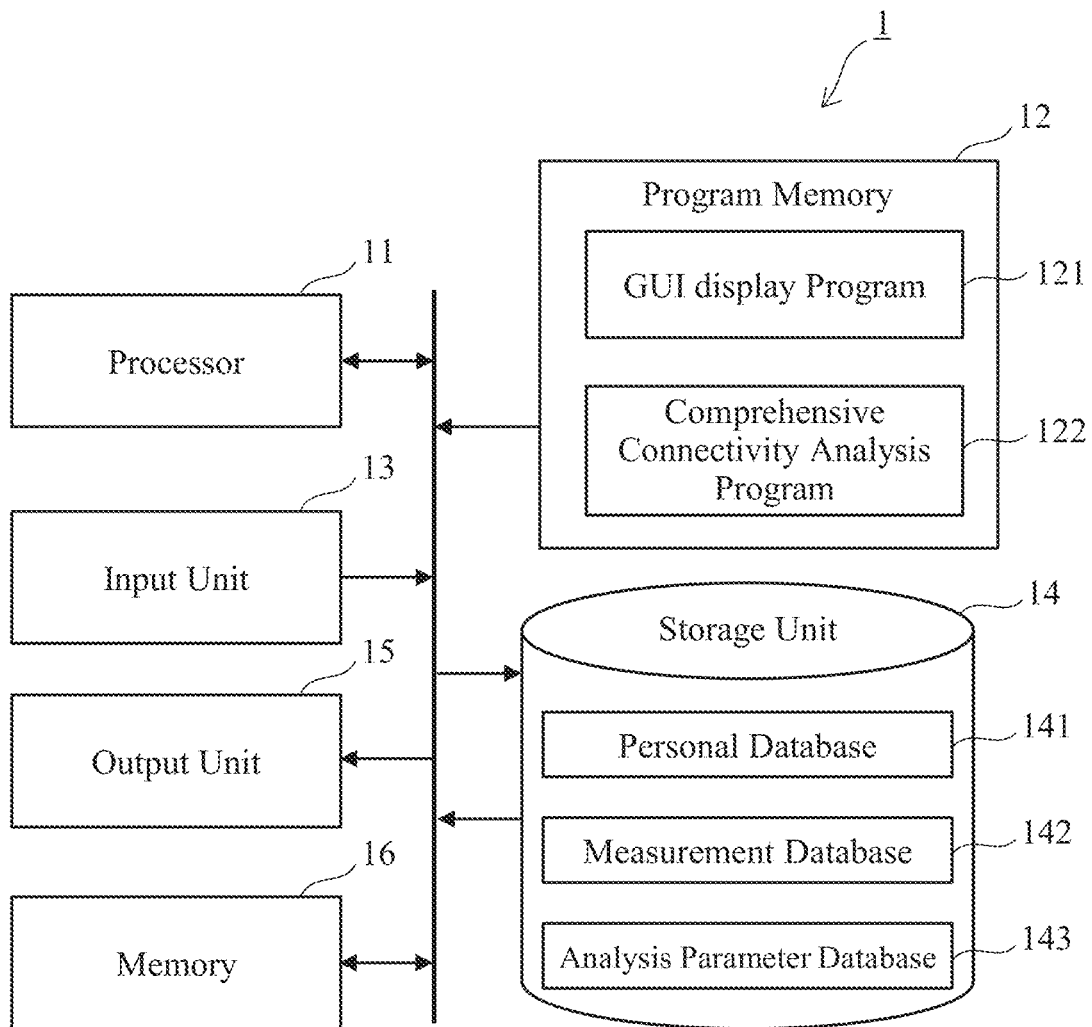 1
12
Program Memory
11
GUI display Program
121
Processor
Comprehensive
Connectivity Analysis
Program
122
13
Input Unit
14
Storage Unit
15
Personal Database
141
Output Unit
16
Measurement Database
142
Memory
Analysis Parameter Database
143